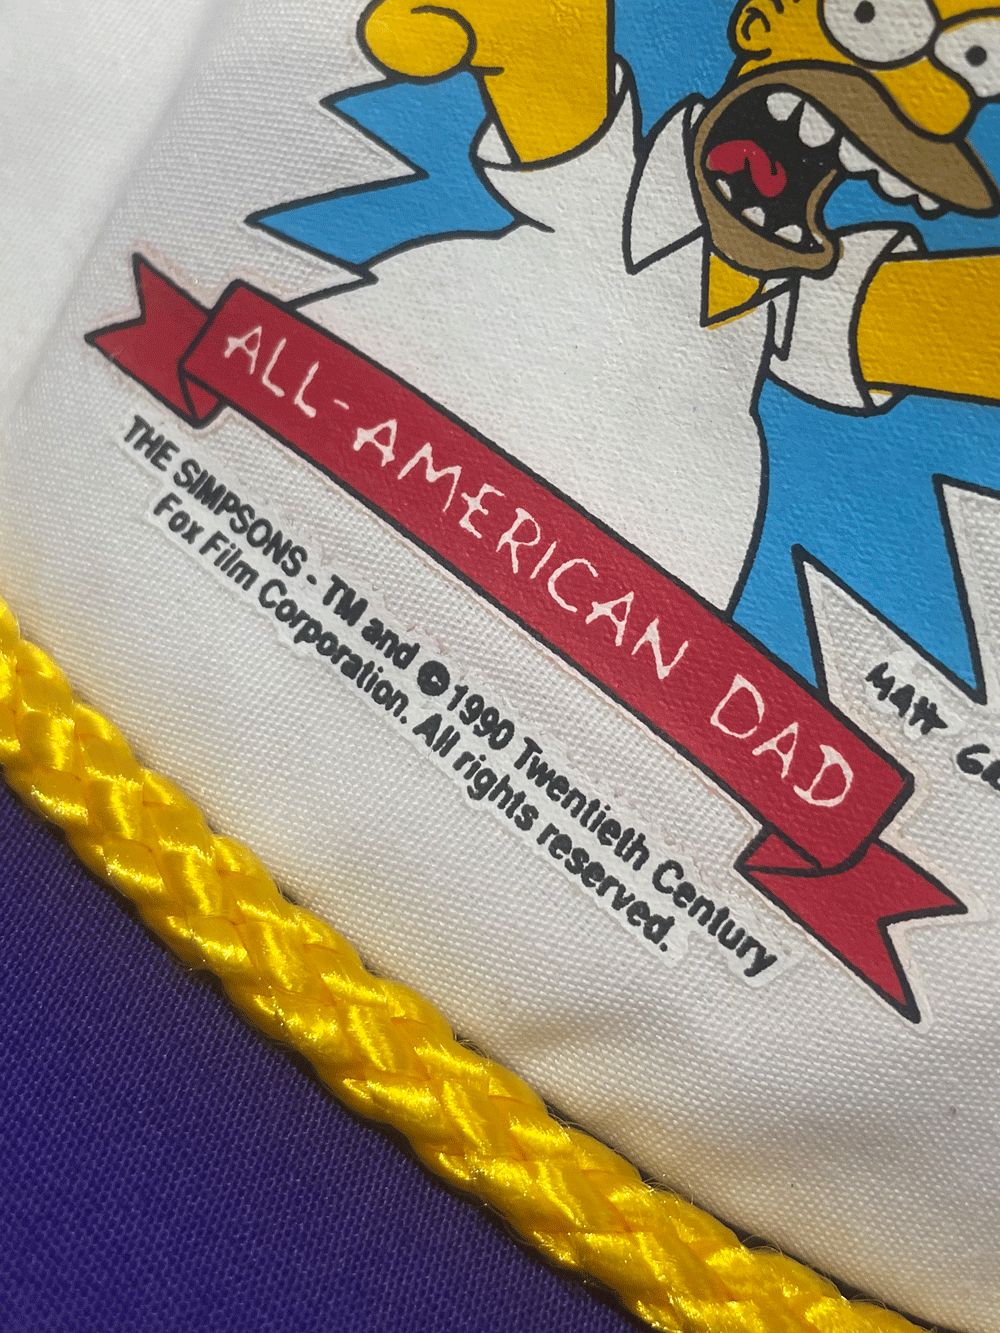 ALL-AMERICAN DAD
THE SIMPSONS - TM and ©1990 Twentieth Century
Fox Film Corporation. All rights reserved.
MATT